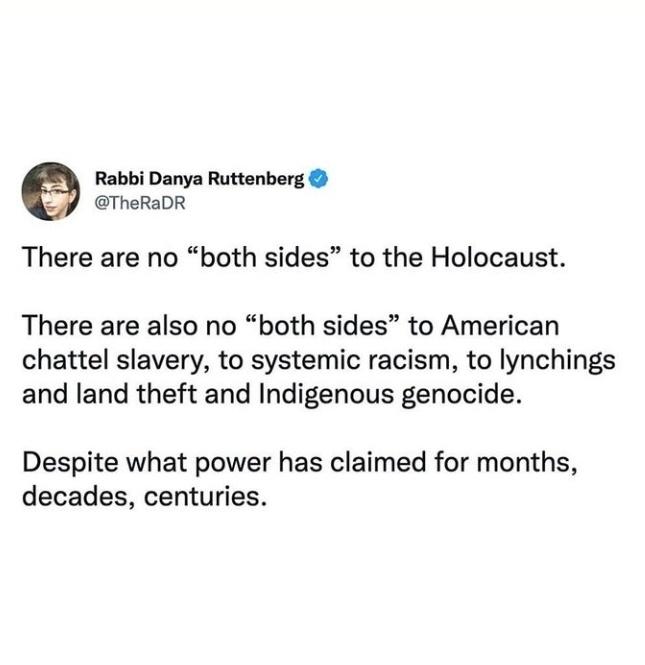 Rabbi Danya Ruttenberg
@TheRaDR
There are no “both sides” to the Holocaust.
There are also no “both sides” to American
chattel slavery, to systemic racism, to lynchings
and land theft and Indigenous genocide.
Despite what power has claimed for months,
decades, centuries.